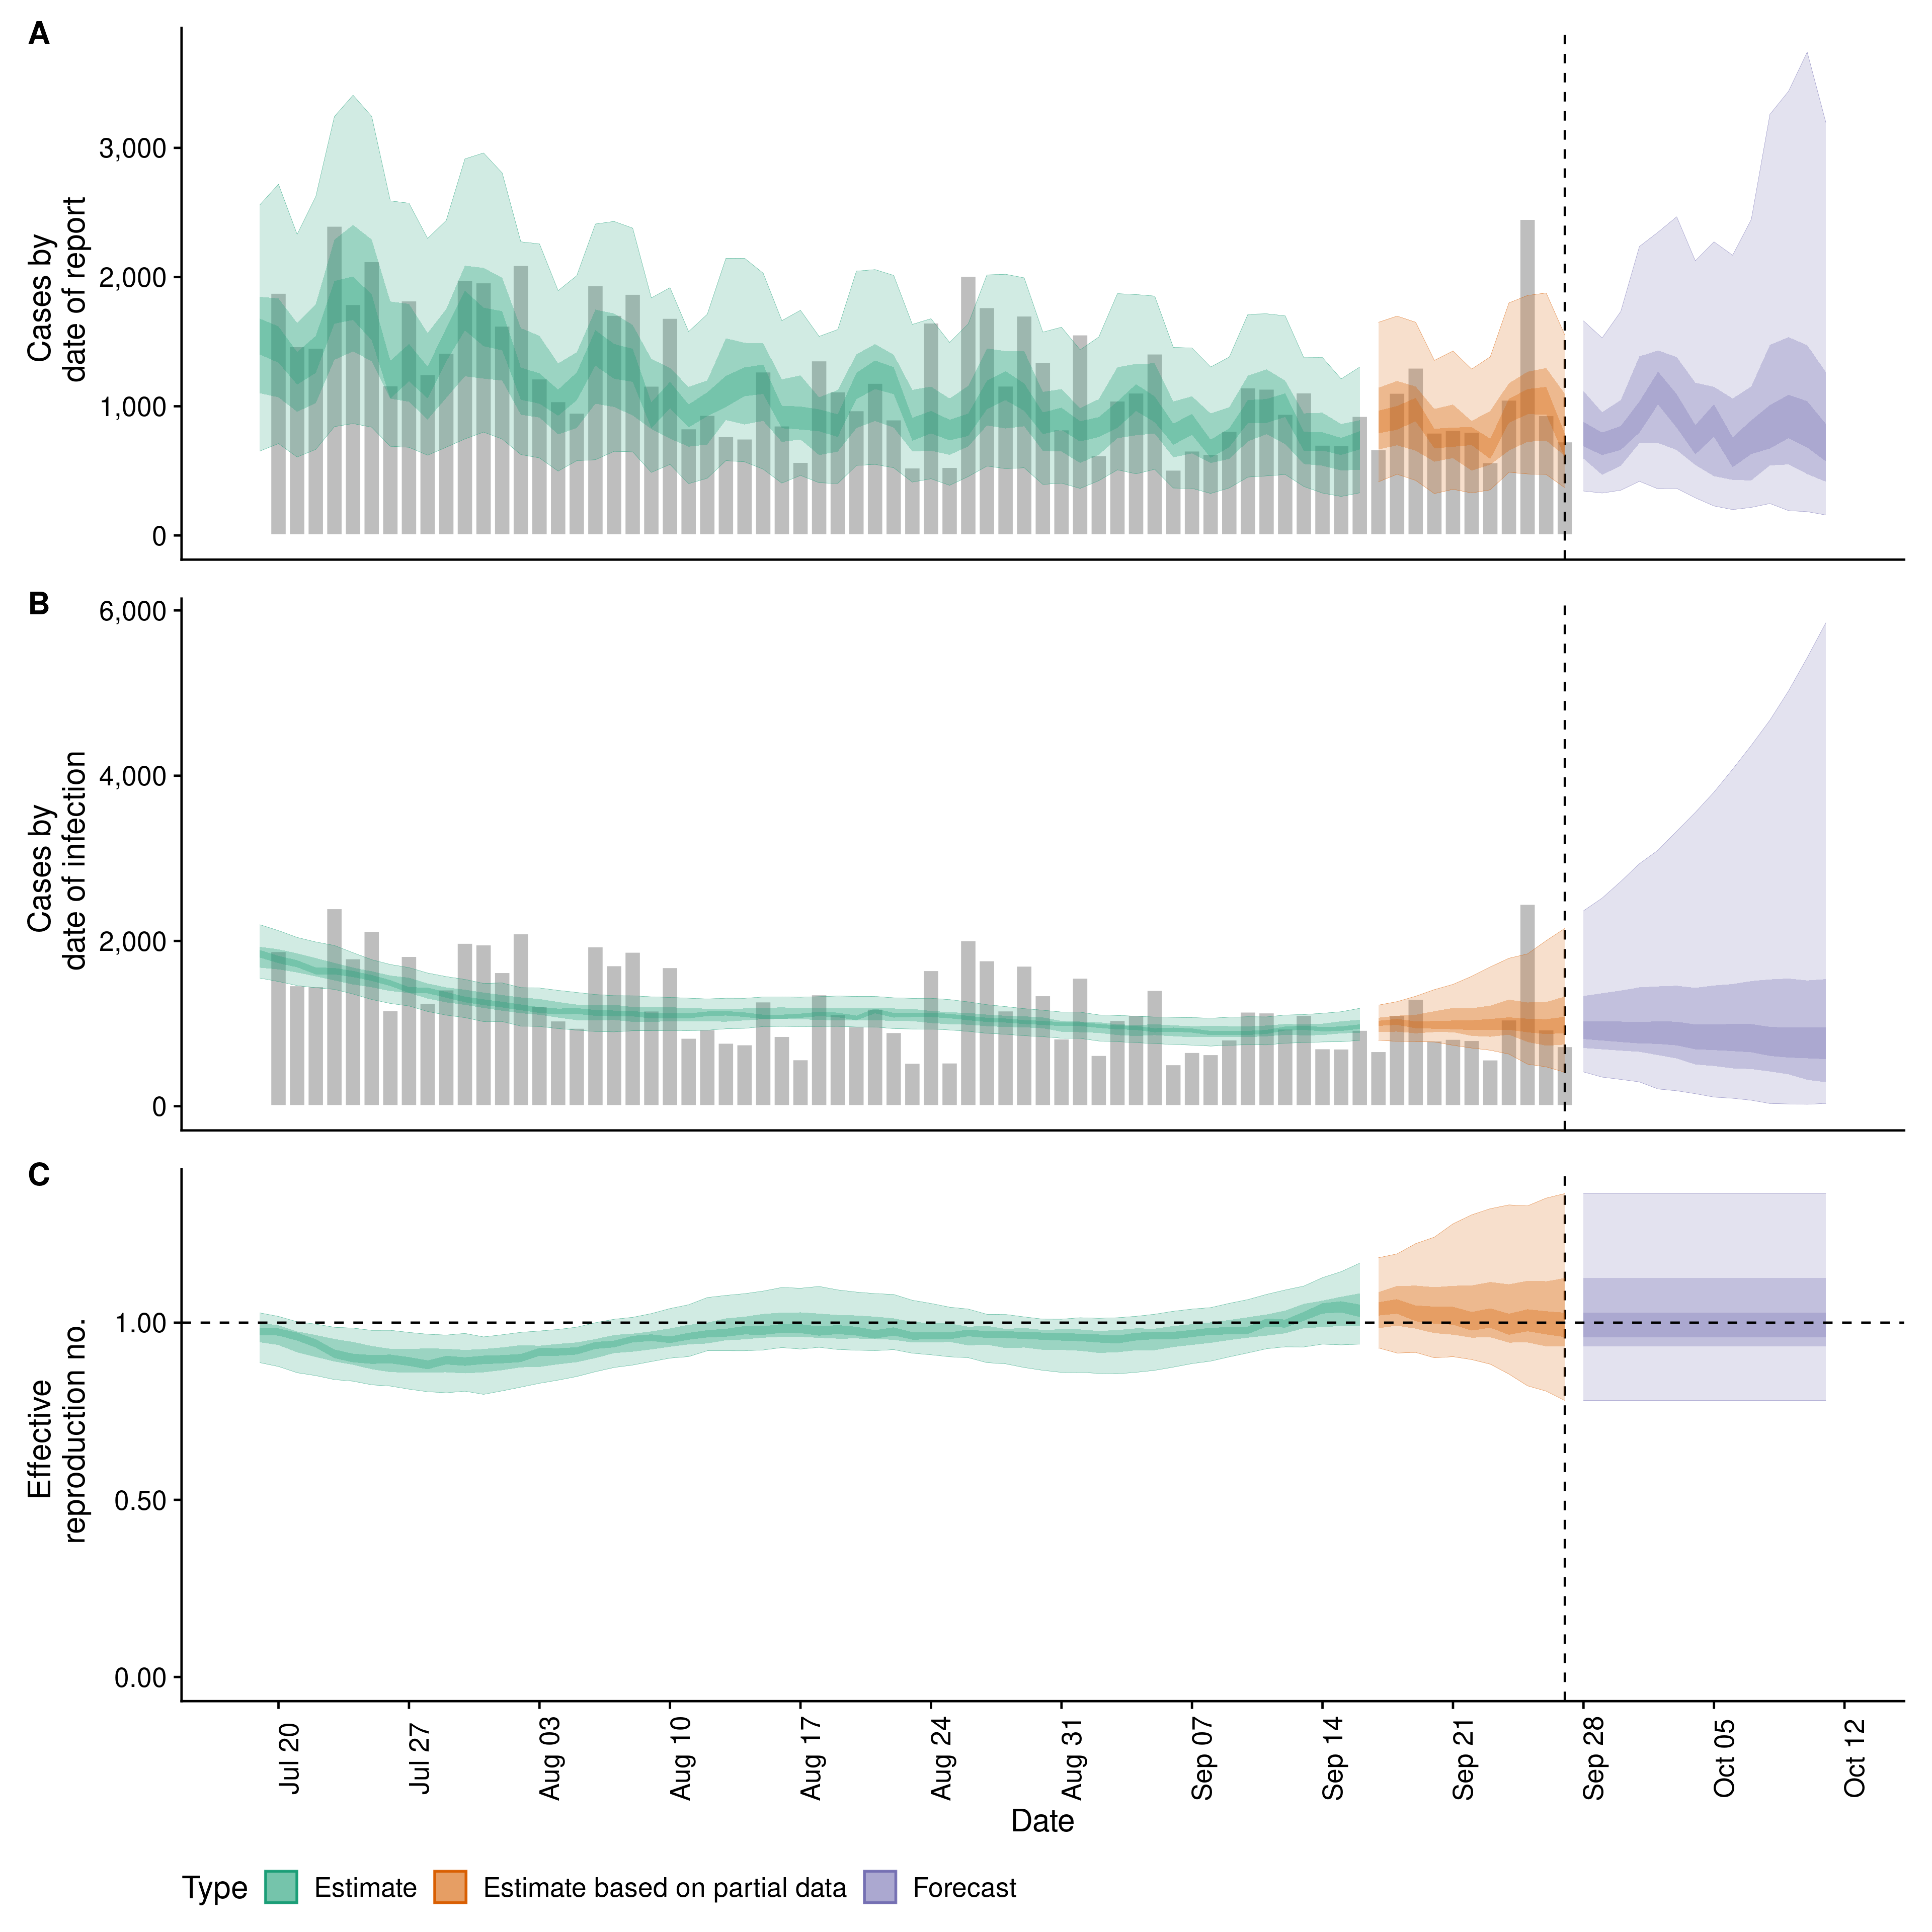 A
Cases by
date of report
3,000
2,000
1,000
0
B
Cases by
date of infection
6,000
4,000
2,000
0
C
Effective
reproduction no.
1.00
0.50
0.00
Jul 20
Jul 27
Aug 03
Aug 10
Aug 17
Aug 24
Aug 31
Sep 07
Sep 14
Sep 21
Sep 28
Oct 05
Oct 12
Date
Type Estimate Estimate based on partial data Forecast